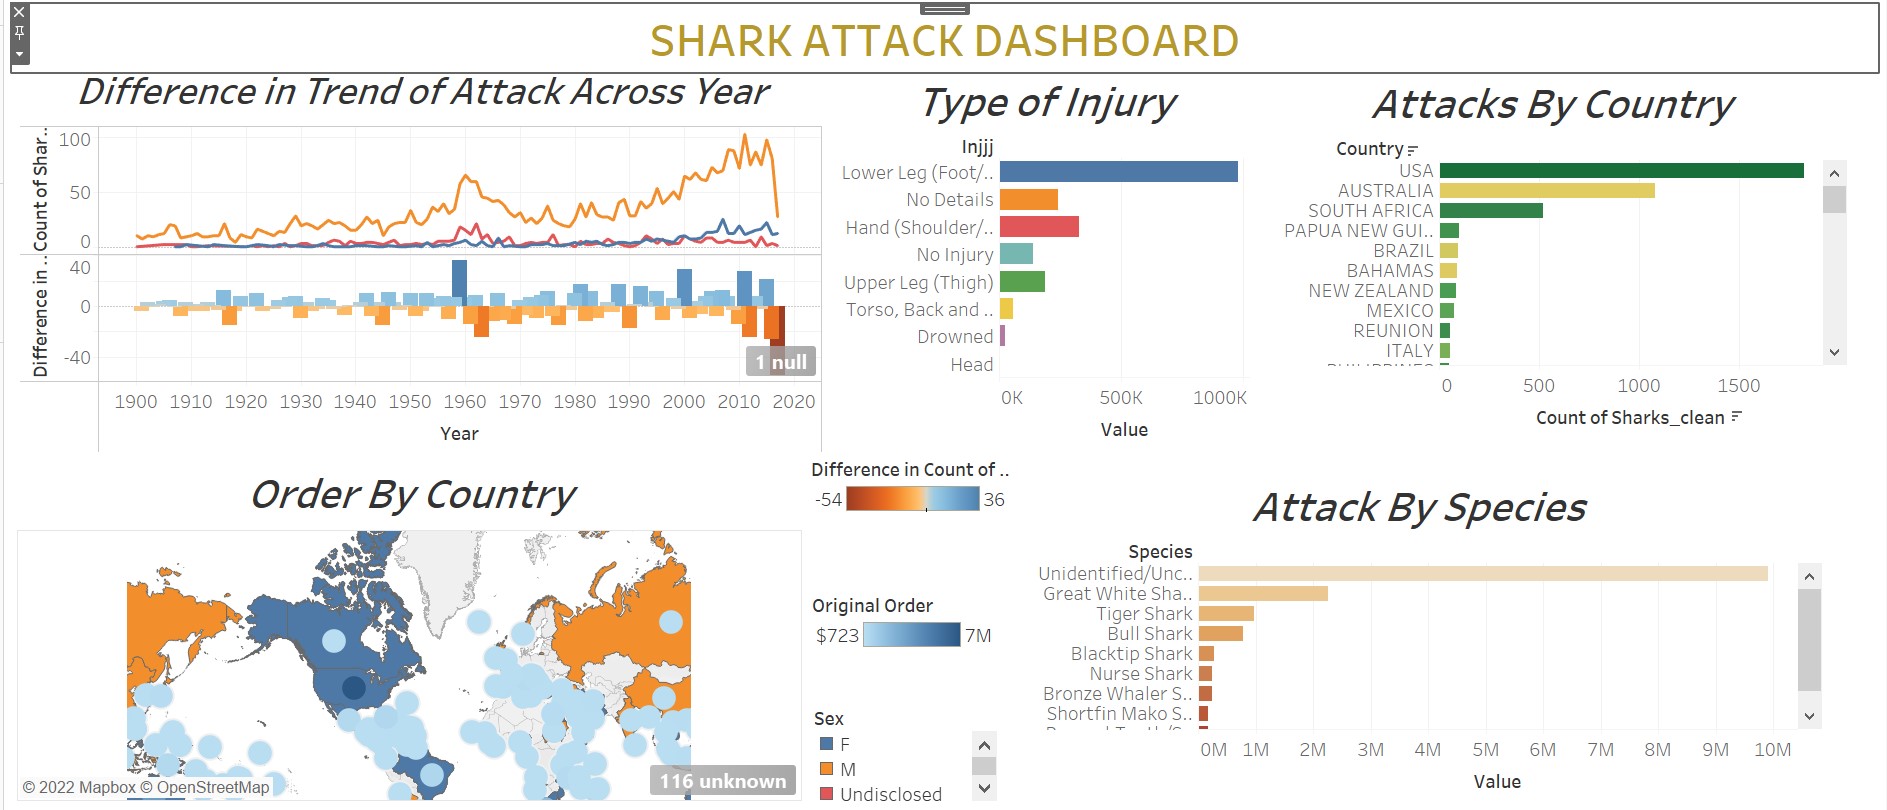 SHARK ATTACK DASHBOARD
Difference in Trend of Attack Across Year
Count of Shar..
100
50
0
Difference in ..
40
0
-40
1 null
1900 1910 1920 1930 1940 1950 1960 1970 1980 1990 2000 2010 2020
Year
Type of Injury
Injjj
Lower Leg (Foot/..
No Details
Hand (Shoulder/..
No Injury
Upper Leg (Thigh)
Torso, Back and ..
Drowned
Head
0K 500K 1000K
Value
Attacks By Country
Country
USA
AUSTRALIA
SOUTH AFRICA
PAPUA NEW GUI..
BRAZIL
BAHAMAS
NEW ZEALAND
MEXICO
REUNION
ITALY
0 500 1000 1500
Count of Sharks_clean
Order By Country
© 2022 Mapbox © OpenStreetMap
116 unknown
Difference in Count of ..
-54 36
Original Order
$723 7M
Sex
F
M
Undisclosed
Attack By Species
Species
Unidentified/Unc..
Great White Sha..
Tiger Shark
Bull Shark
Blacktip Shark
Nurse Shark
Bronze Whaler S..
Shortfin Mako S..
0M 1M 2M 3M 4M 5M 6M 7M 8M 9M 10M
Value